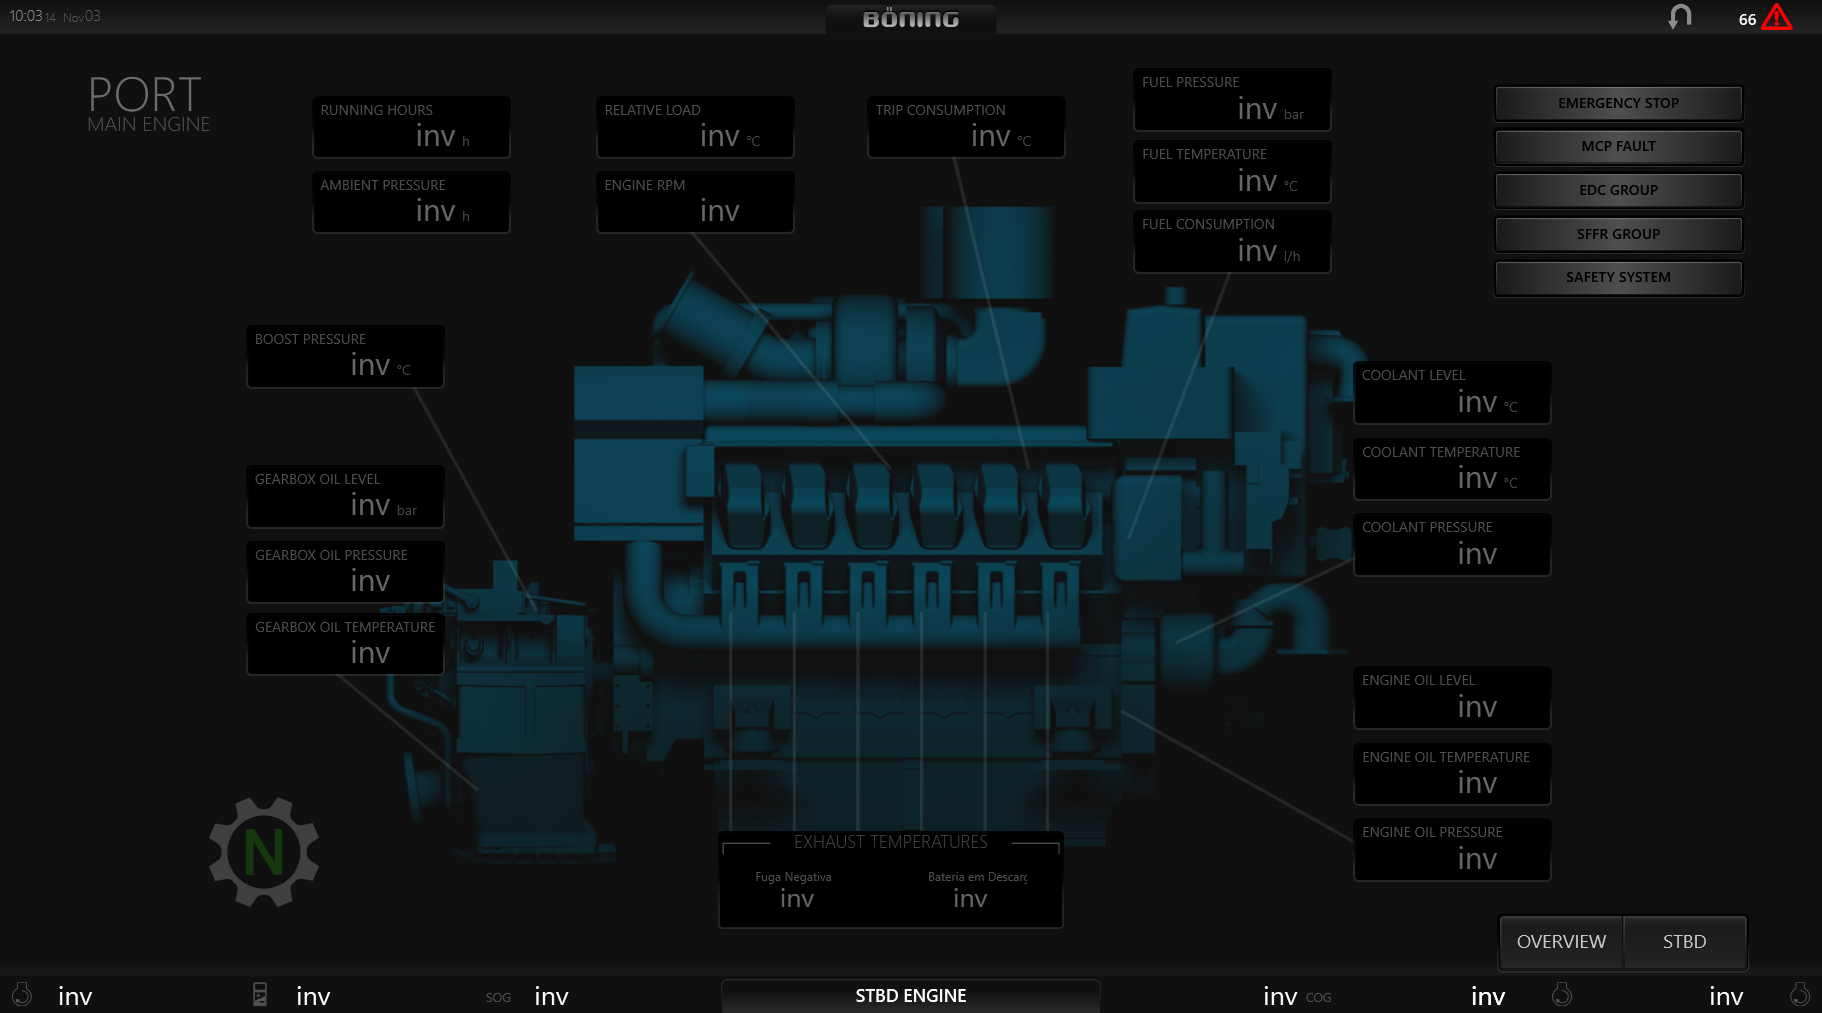 10:03 14 Nov 03
BÖNING
66
PORT
MAIN ENGINE
RUNNING HOURS
inv h
AMBIENT PRESSURE
inv h
RELATIVE LOAD
inv °C
ENGINE RPM
inv
TRIP CONSUMPTION
inv °C
FUEL PRESSURE
inv bar
FUEL TEMPERATURE
inv °C
FUEL CONSUMPTION
inv l/h
EMERGENCY STOP
MCP FAULT
EDC GROUP
SFFR GROUP
SAFETY SYSTEM
BOOST PRESSURE
inv °C
GEARBOX OIL LEVEL
inv bar
GEARBOX OIL PRESSURE
inv
GEARBOX OIL TEMPERATURE
inv
COOLANT LEVEL
inv °C
COOLANT TEMPERATURE
inv °C
COOLANT PRESSURE
inv
ENGINE OIL LEVEL
inv
ENGINE OIL TEMPERATURE
inv
ENGINE OIL PRESSURE
inv
N
EXHAUST TEMPERATURES
Fuga Negativa
inv
Bateria em Descarg
inv
OVERVIEW
STBD
inv
inv
SOG inv
STBD ENGINE
inv COG
inv
inv